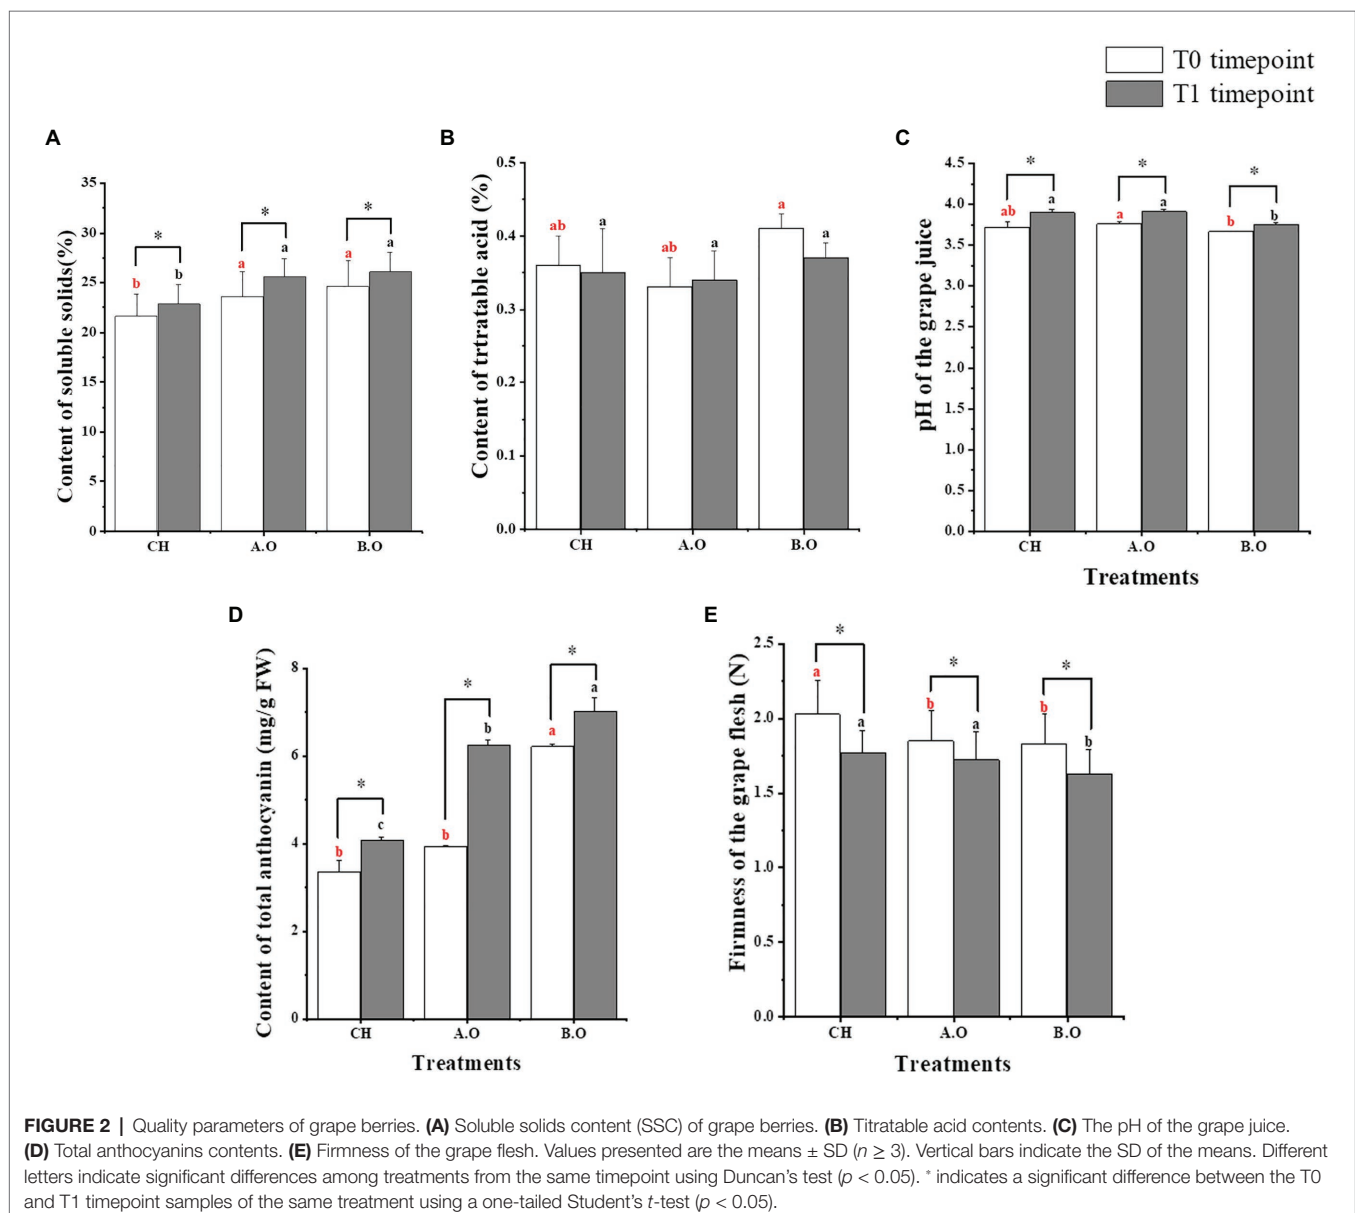 T0 timepoint
T1 timepoint
A
Content of soluble solids(%)
35
30
25
20
15
10
5
0
*
*
*
b
b
a
a
a
a
CH
A.O
B.O
B
Content of trtratable acid (%)
0.5
0.4
0.3
0.2
0.1
0.0
ab
a
ab
a
a
a
CH
A.O
B.O
C
pH of the grape juice
4.5
4.0
3.5
3.0
2.5
2.0
1.5
1.0
0.5
0.0
*
*
*
ab
a
a
a
b
b
CH
A.O
B.O
Treatments
D
Content of total anthocyanin (mg/g FW)
8
6
4
2
0
*
*
*
b
c
b
b
a
a
CH
A.O
B.O
Treatments
E
Firmness of the grape flesh (N)
2.5
2.0
1.5
1.0
0.5
0.0
*
*
*
a
a
b
a
b
b
CH
A.O
B.O
Treatments
FIGURE 2 | Quality parameters of grape berries. (A) Soluble solids content (SSC) of grape berries. (B) Titratable acid contents. (C) The pH of the grape juice.
(D) Total anthocyanins contents. (E) Firmness of the grape flesh. Values presented are the means ± SD (n ≥ 3). Vertical bars indicate the SD of the means. Different
letters indicate significant differences among treatments from the same timepoint using Duncan's test (p < 0.05). * indicates a significant difference between the T0
and T1 timepoint samples of the same treatment using a one-tailed Student's t-test (p < 0.05).